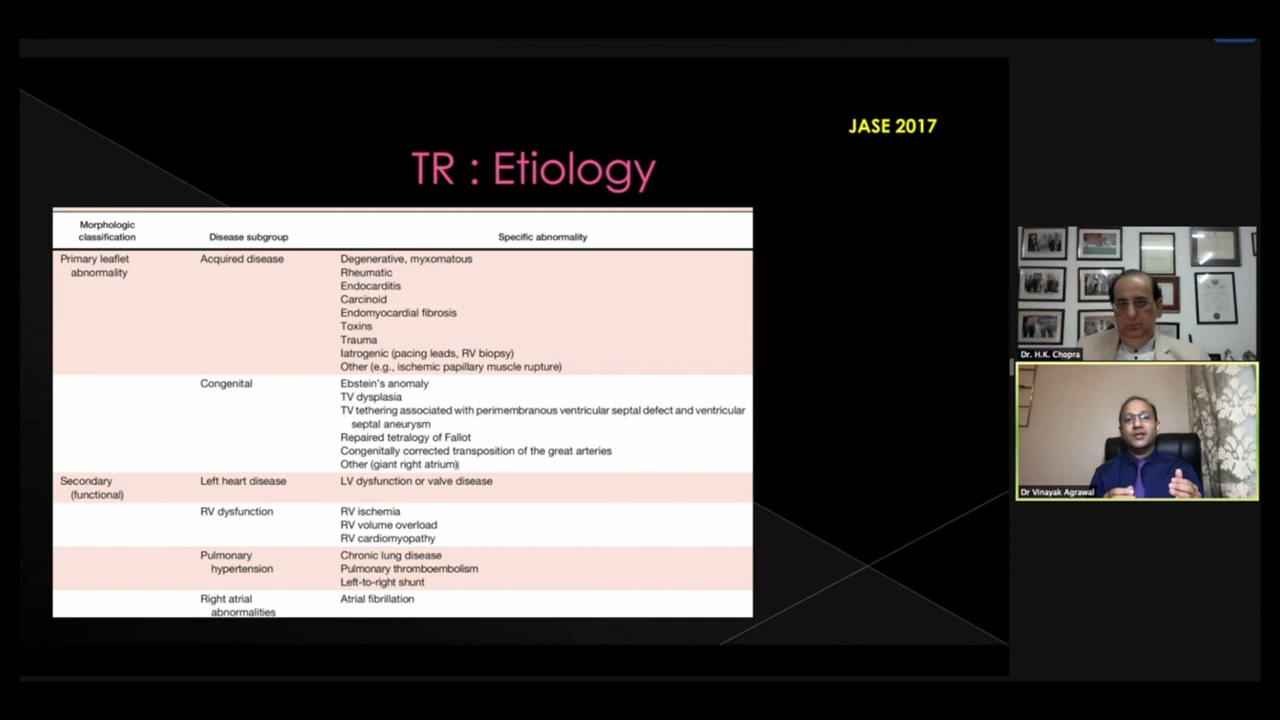 JASE 2017
TR : Etiology
Morphologic
classification
Disease subgroup
Specific abnormality
Primary leaflet
abnormality
Acquired disease
Degenerative, myxomatous
Rheumatic
Endocarditis
Carcinoid
Endomyocardial fibrosis
Toxins
Trauma
Iatrogenic (pacing leads, RV biopsy)
Other (e.g., ischemic papillary muscle rupture)
Congenital
Ebstein's anomaly
TV dysplasia
TV tethering associated with perimembranous ventricular septal defect and ventricular
septal aneurysm
Repaired tetralogy of Fallot
Congenitally corrected transposition of the great arteries
Other (giant right atrium)
Secondary
(functional)
Left heart disease
LV dysfunction or valve disease
RV dysfunction
RV ischemia
RV volume overload
RV cardiomyopathy
Pulmonary
hypertension
Chronic lung disease
Pulmonary thromboembolism
Left-to-right shunt
Right atrial
abnormalities
Atrial fibrillation
Dr. H.K. Chopra
Dr Vinayak Agrawal